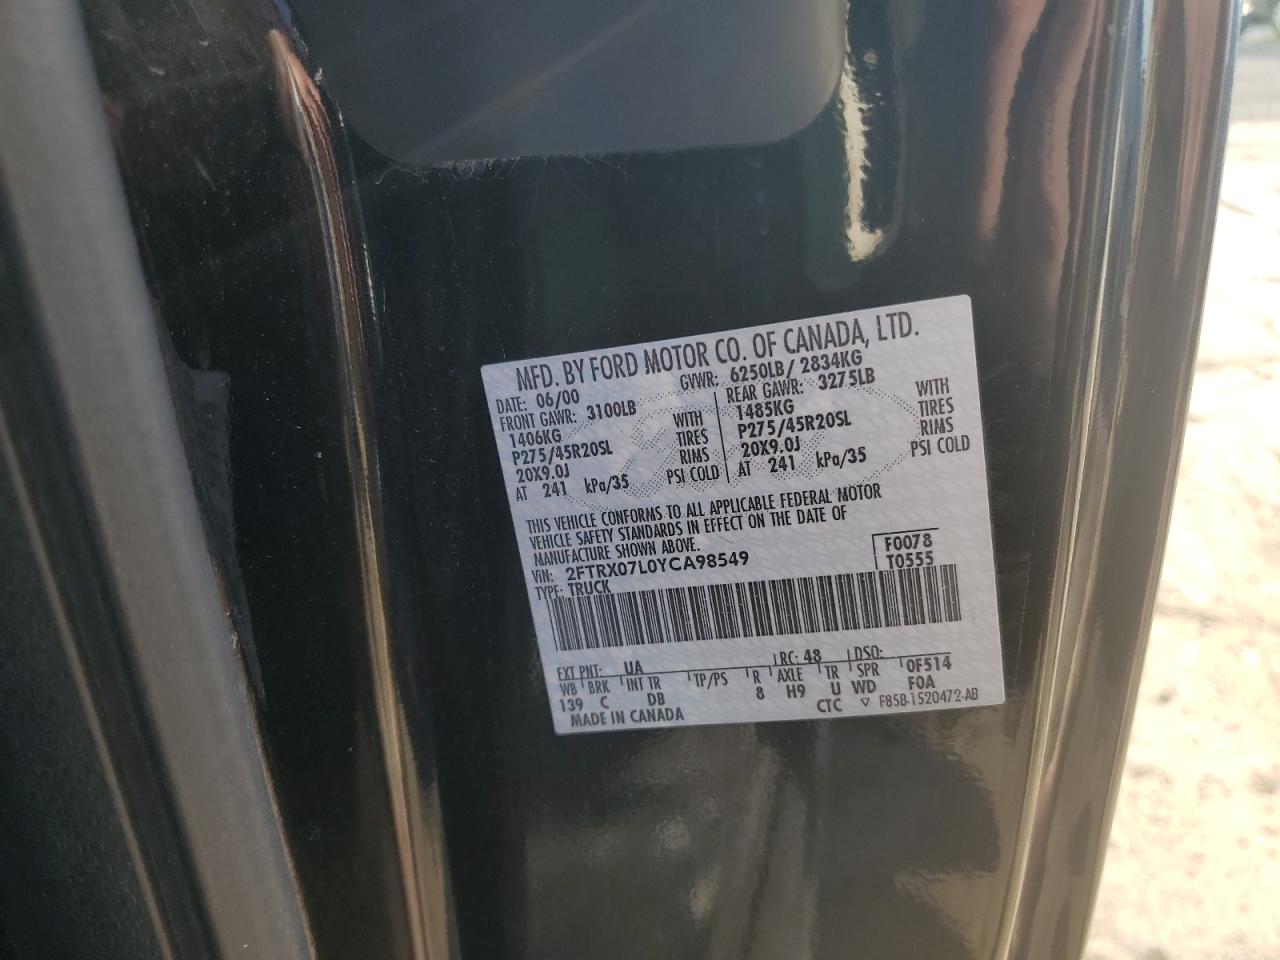 MFD. BY FORD MOTOR CO. OF CANADA, LTD.
DATE: 06/00 GVWR: 6250LB/ 2834KG
FRONT GAWR: 3100LB REAR GAWR: 3275LB
1406KG WITH 1485KG WITH
P275/45R20SL TIRES P275/45R20SL TIRES
20X9.0J RIMS 20X9.0J RIMS
AT 241 kPa/35 PSI COLD AT 241 kPa/35 PSI COLD
THIS VEHICLE CONFORMS TO ALL APPLICABLE FEDERAL MOTOR
VEHICLE SAFETY STANDARDS IN EFFECT ON THE DATE OF
MANUFACTURE SHOWN ABOVE.
VIN: 2FTRX07L0YCA98549 F0078
TYPE: TRUCK T0555
EXT PNT: UA RC: 48 DSO:
WB BRK INT TR TP/PS R AXLE TR SPR 0F514
139 C DB 8 H9 U WD F0A
MADE IN CANADA CTC ▽ F85B-1520472-AB